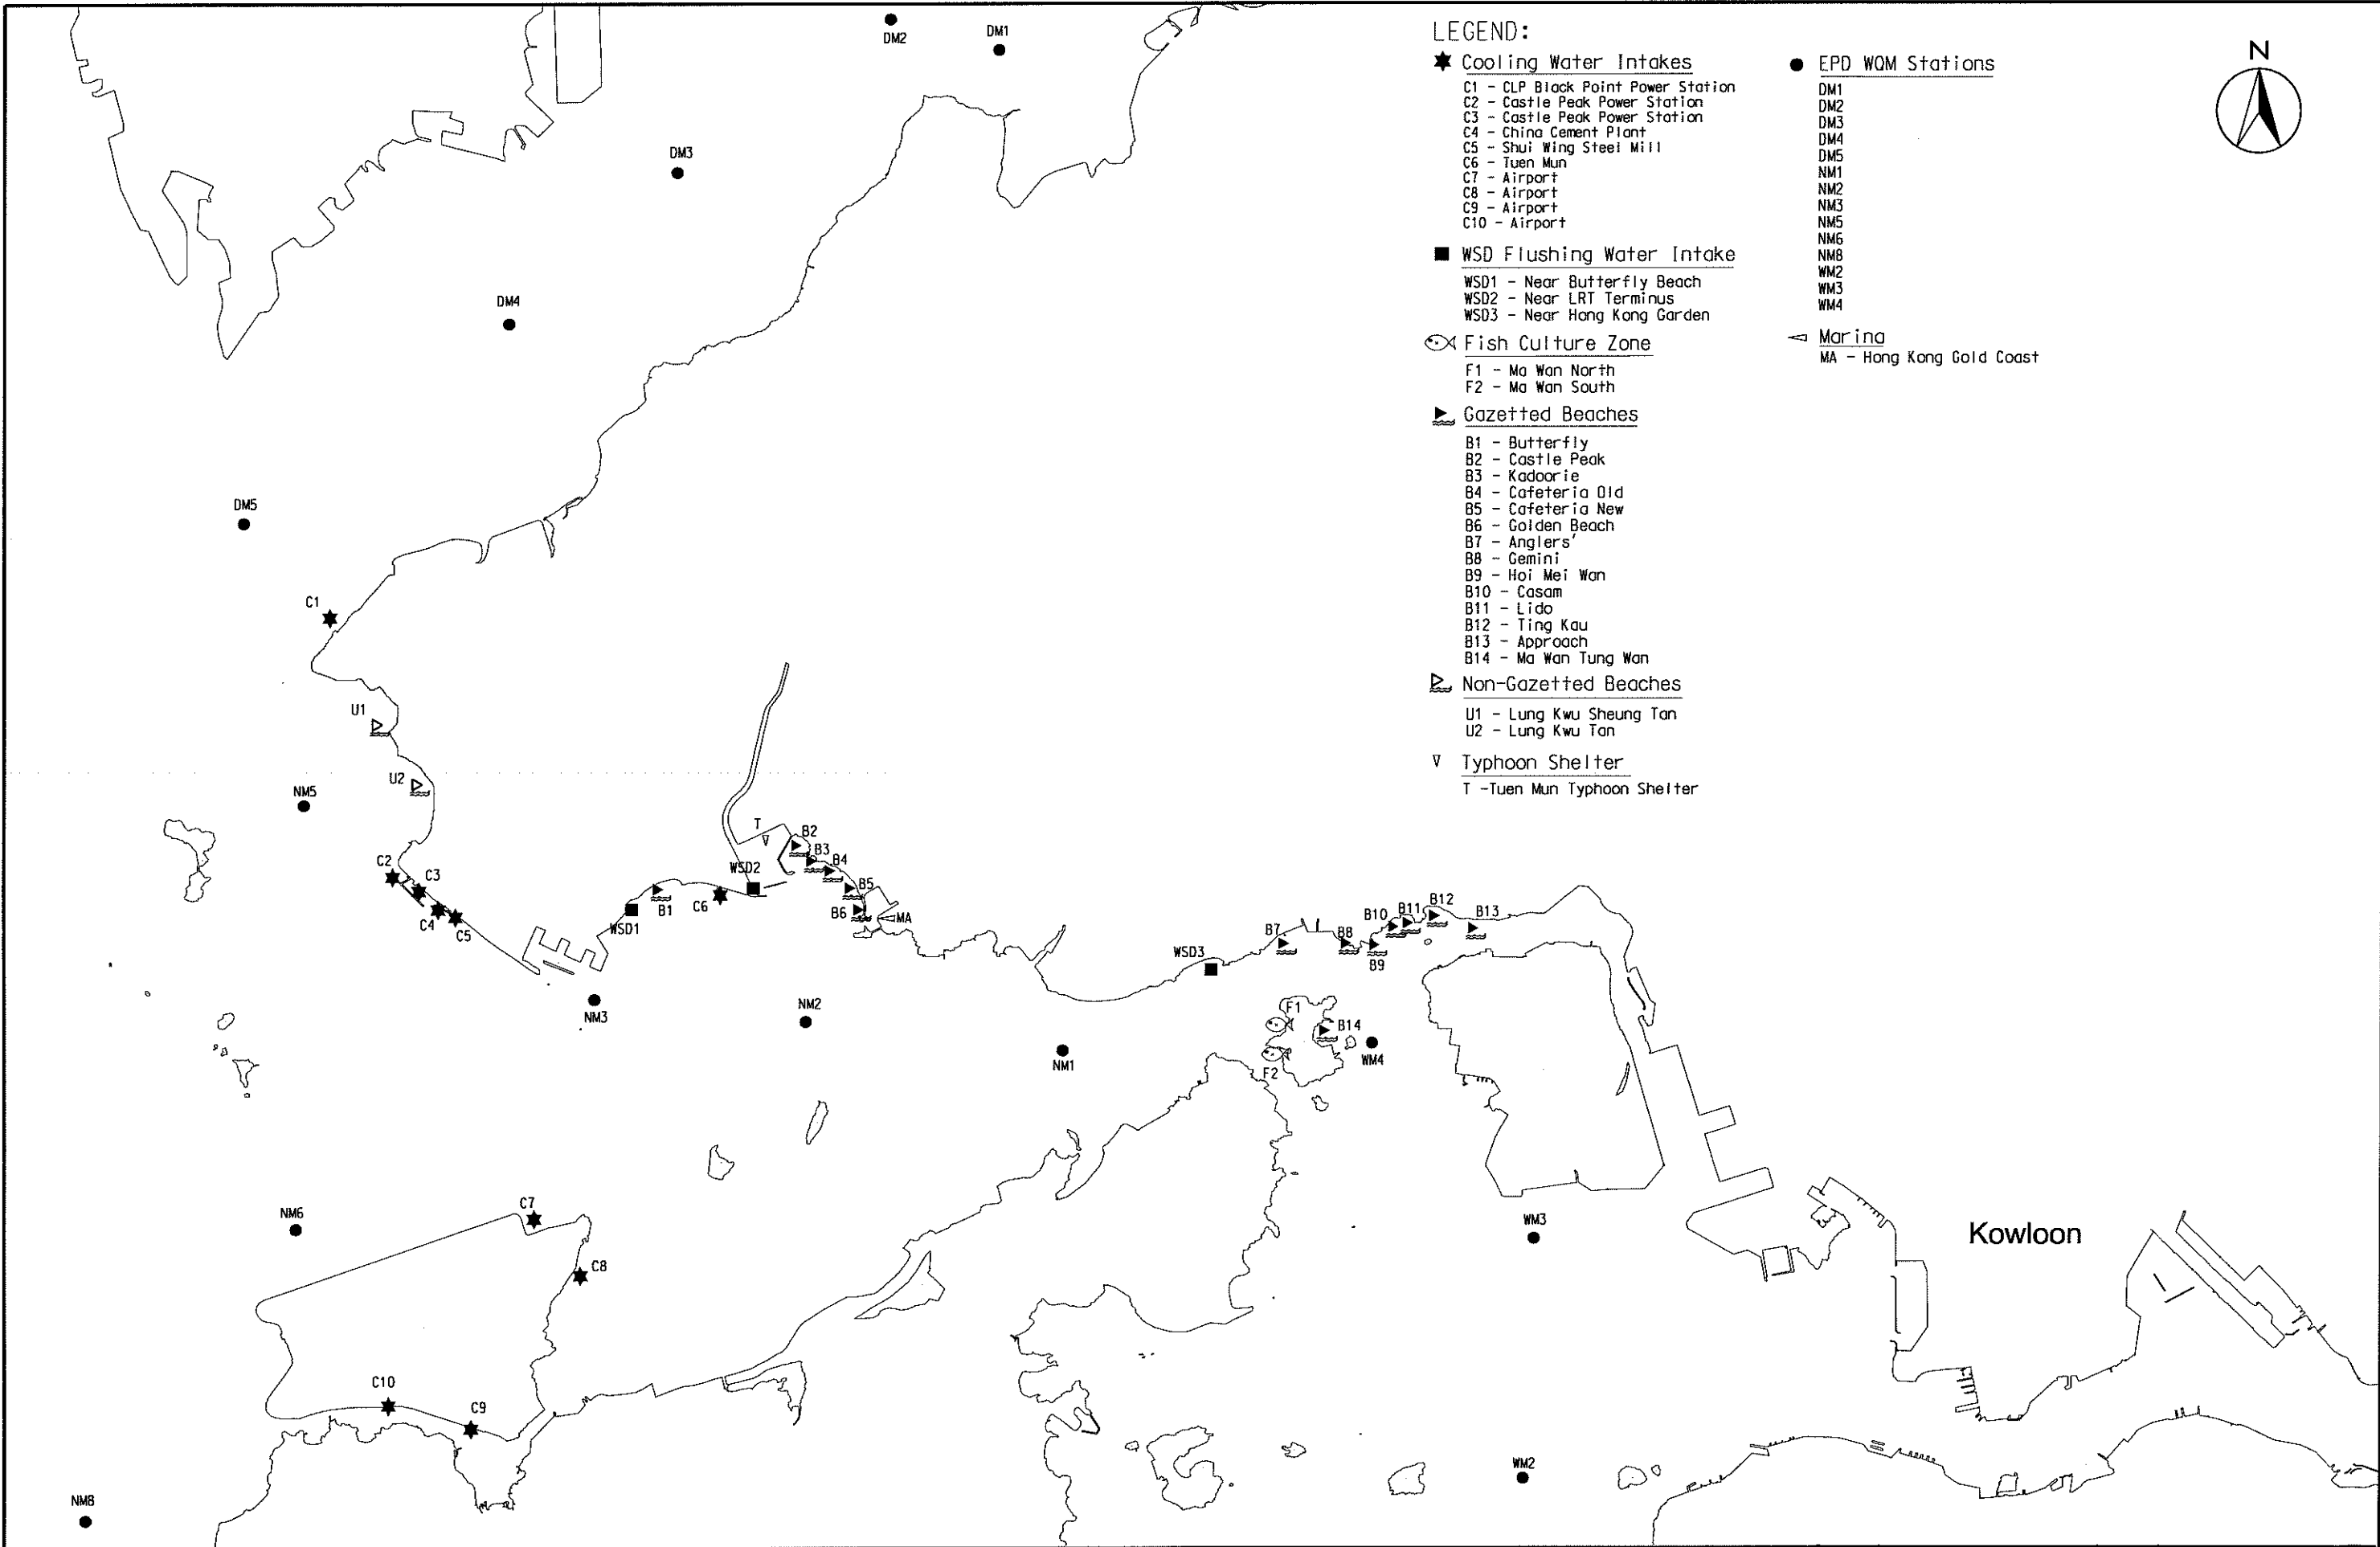 LEGEND:
Cooling Water Intakes
C1 - CLP Black Point Power Station
C2 - Castle Peak Power Station
C3 - Castle Peak Power Station
C4 - China Cement Plant
C5 - Shui Wing Steel Mill
C6 - Tuen Mun
C7 - Airport
C8 - Airport
C9 - Airport
C10 - Airport
WSD Flushing Water Intake
WSD1 - Near Butterfly Beach
WSD2 - Near LRT Terminus
WSD3 - Near Hong Kong Garden
Fish Culture Zone
F1 - Ma Wan North
F2 - Ma Wan South
Gazetted Beaches
B1 - Butterfly
B2 - Castle Peak
B3 - Kadoorie
B4 - Cafeteria Old
B5 - Cafeteria New
B6 - Golden Beach
B7 - Anglers'
B8 - Gemini
B9 - Hoi Mei Wan
B10 - Casam
B11 - Lido
B12 - Ting Kau
B13 - Approach
B14 - Ma Wan Tung Wan
Non-Gazetted Beaches
U1 - Lung Kwu Sheung Tan
U2 - Lung Kwu Tan
Typhoon Shelter
T -Tuen Mun Typhoon Shelter
EPD WQM Stations
DM1
DM2
DM3
DM4
DM5
NM1
NM2
NM3
NM5
NM6
NM8
WM2
WM3
WM4
Marina
MA - Hong Kong Gold Coast
N
DM2
DM1
DM3
DM4
DM5
C1
U1
U2
NM5
T
B2
B3
B4
WSD2
C2
C3
B5
B6
MA
C4
C5
WSD1
B1
C6
B12
B11
B10
B13
B7
B8
B9
WSD3
NM3
NM2
NM1
F1
B14
F2
WM4
C7
NM6
C8
WM3
Kowloon
C10
C9
WM2
NM8